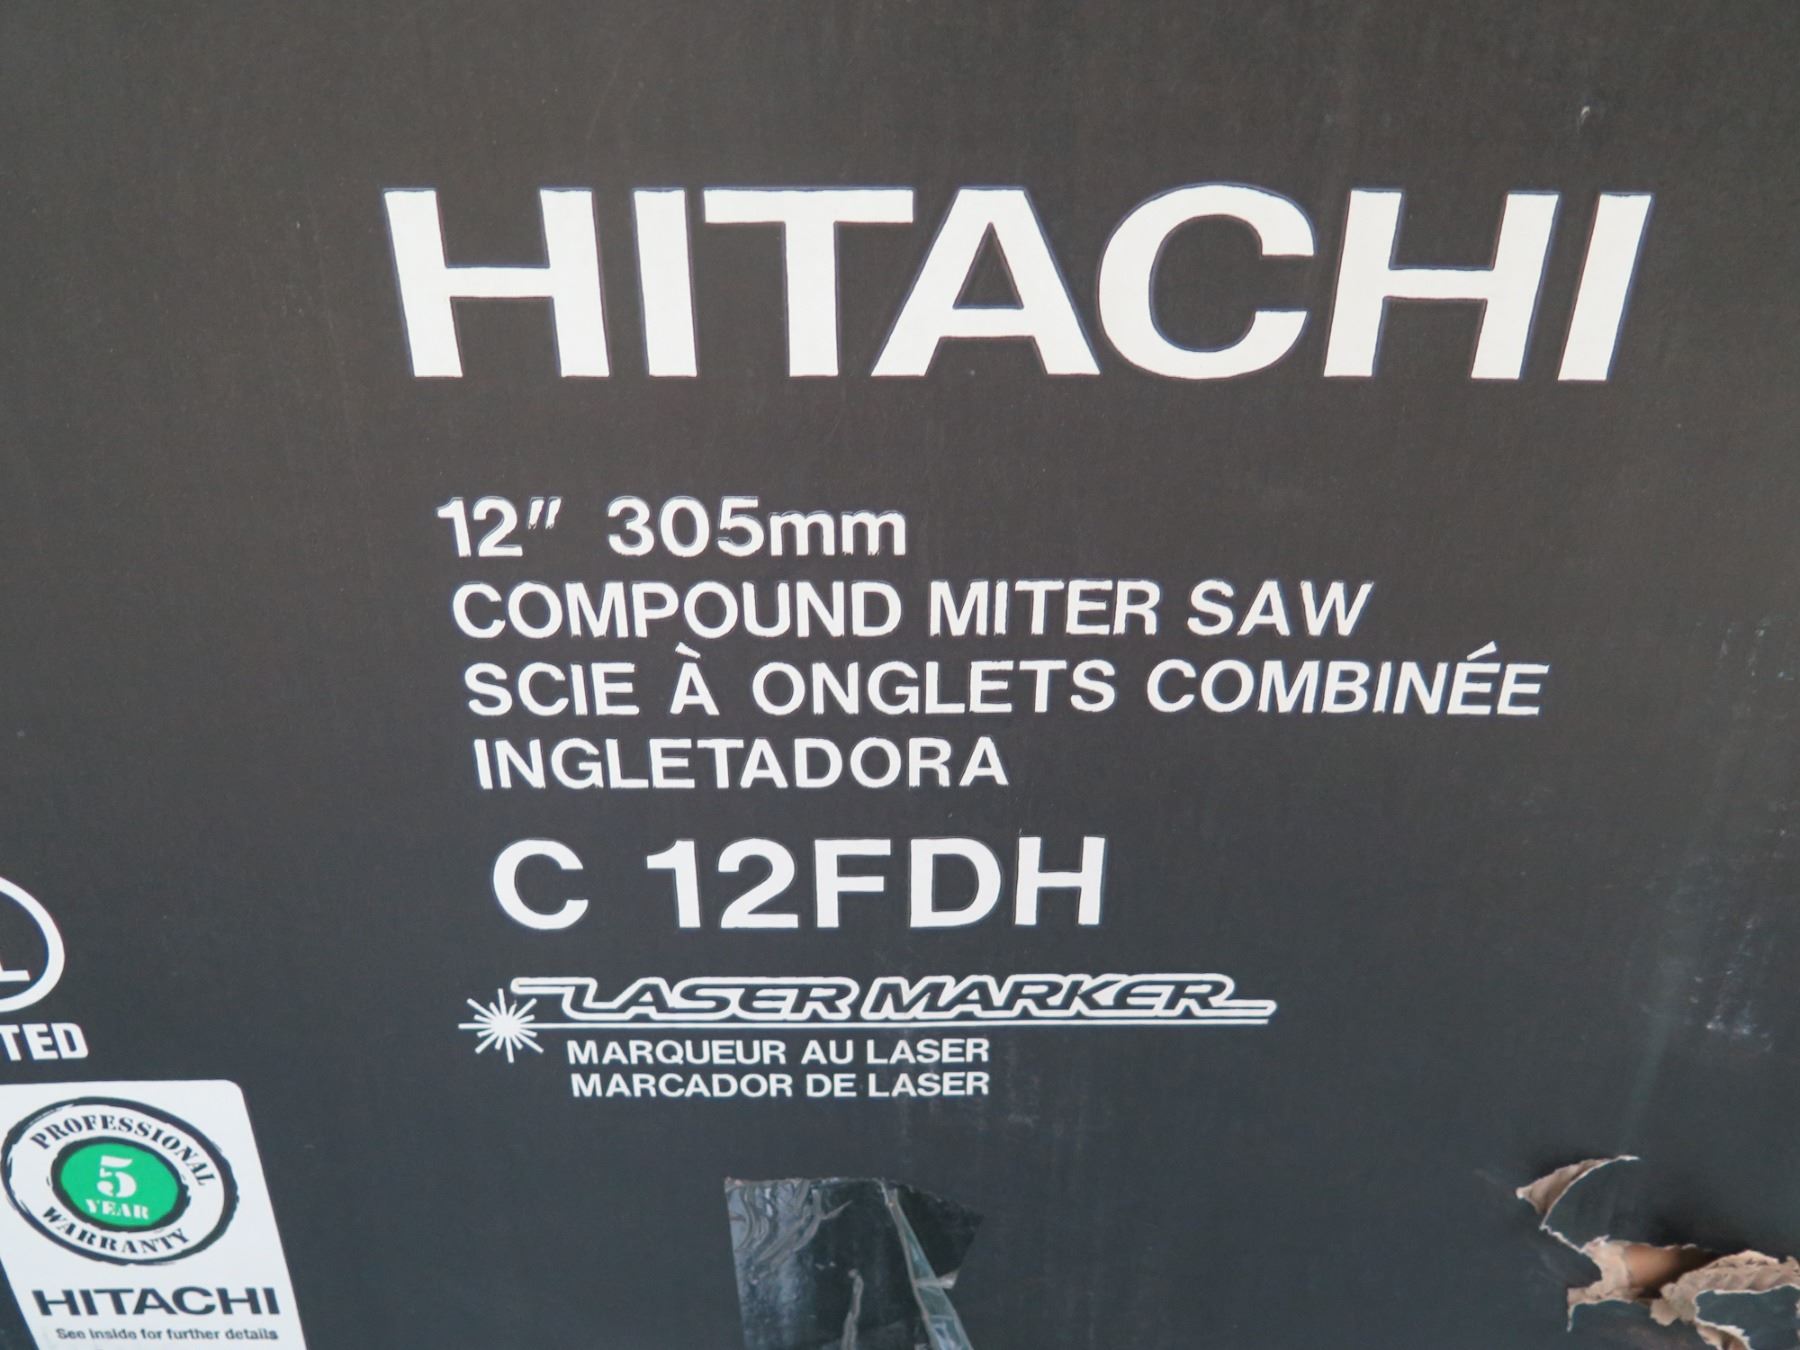 HITACHI
12" 305mm
COMPOUND MITER SAW
SCIE À ONGLETS COMBINÉE
INGLETADORA
C 12FDH
LASER MARKER
MARQUEUR AU LASER
MARCADOR DE LASER
PROFESSIONAL
5
YEAR
WARRANTY
HITACHI
See inside for further details